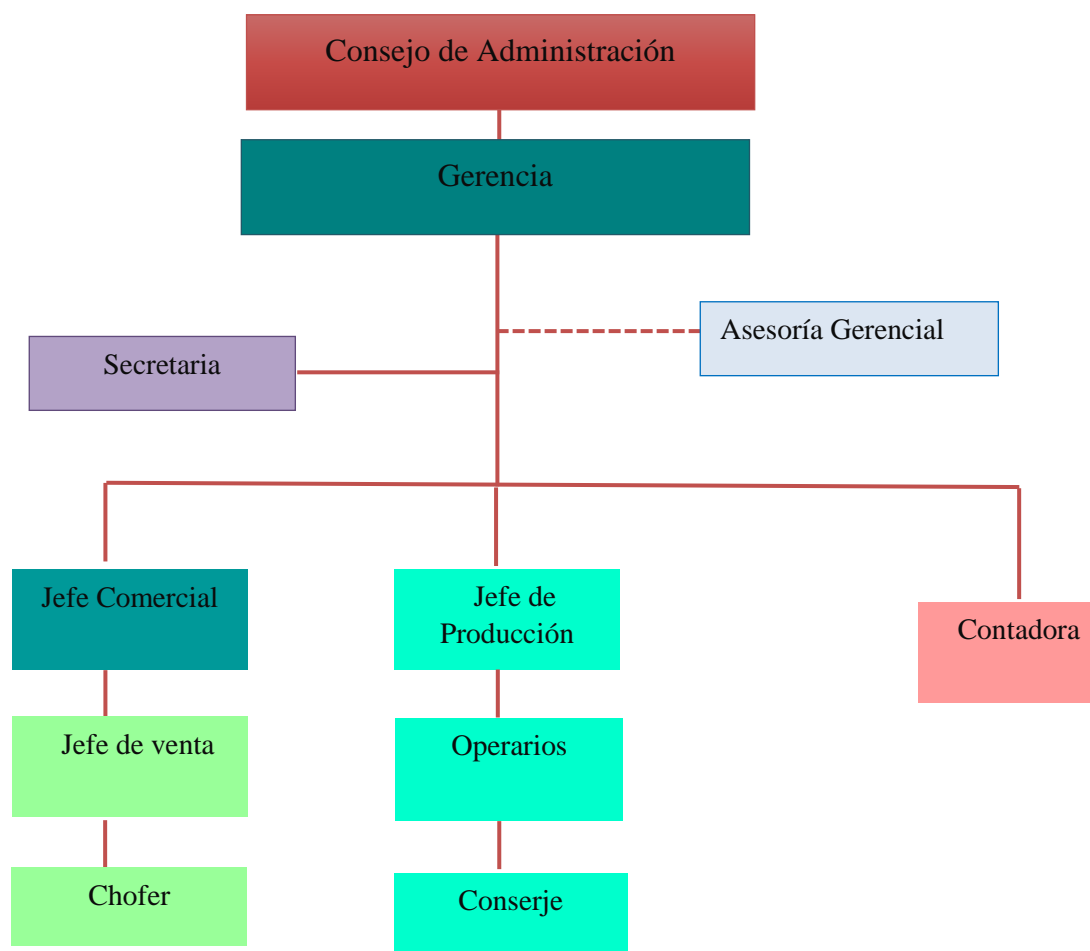 Consejo de Administración
Gerencia
Asesoría Gerencial
Secretaria
Jefe Comercial
Jefe de
Producción
Contadora
Jefe de venta
Operarios
Chofer
Conserje